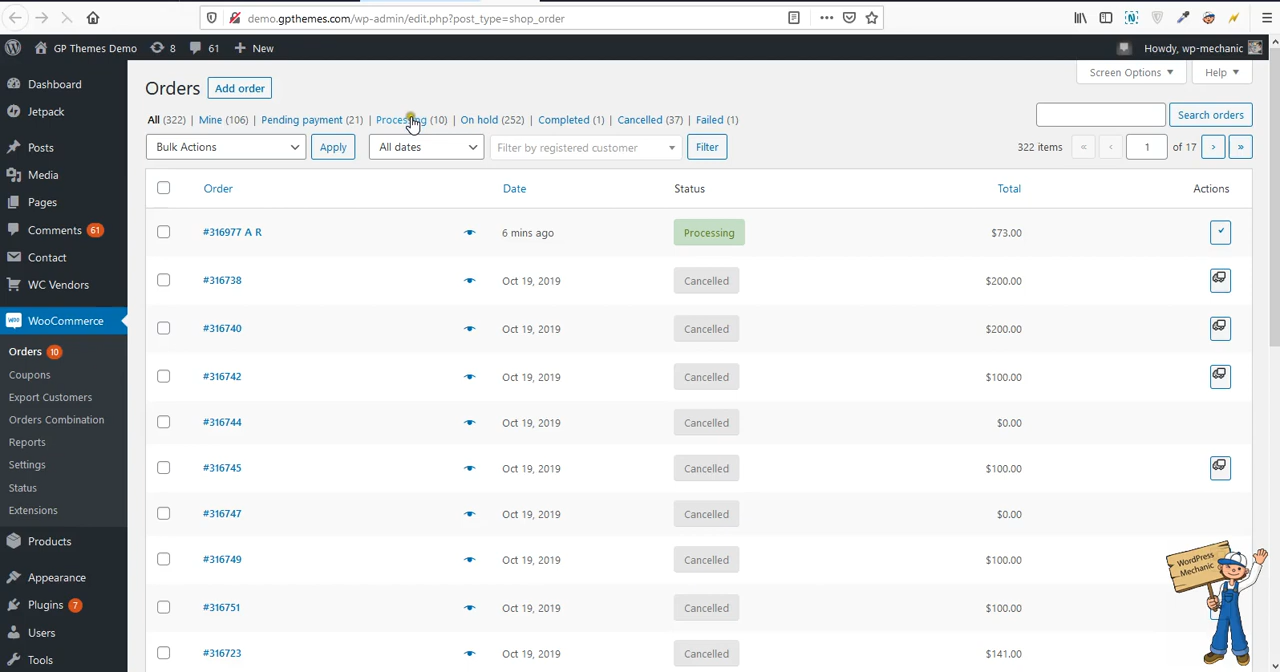 demo.gpthemes.com/wp-admin/edit.php?post_type=shop_order
GP Themes Demo 8 61 + New Howdy, wp-mechanic
Screen Options ▼ Help ▼
Dashboard
Jetpack
Posts
Media
Pages
Comments 61
Contact
WC Vendors
WooCommerce
Orders 10
Coupons
Export Customers
Orders Combination
Reports
Settings
Status
Extensions
Products
Appearance
Plugins 7
Users
Tools
Orders Add order
All (322) | Mine (106) | Pending payment (21) | Processing (10) | On hold (252) | Completed (1) | Cancelled (37) | Failed (1)
Search orders
Bulk Actions Apply All dates Filter by registered customer Filter 322 items « ‹ 1 of 17 › »
Order Date Status Total Actions
#316977 A R 6 mins ago Processing $73.00
#316738 Oct 19, 2019 Cancelled $200.00
#316740 Oct 19, 2019 Cancelled $200.00
#316742 Oct 19, 2019 Cancelled $100.00
#316744 Oct 19, 2019 Cancelled $0.00
#316745 Oct 19, 2019 Cancelled $100.00
#316747 Oct 19, 2019 Cancelled $0.00
#316749 Oct 19, 2019 Cancelled $100.00
#316751 Oct 19, 2019 Cancelled $100.00
#316723 Oct 19, 2019 Cancelled $141.00
WordPress
Mechanic